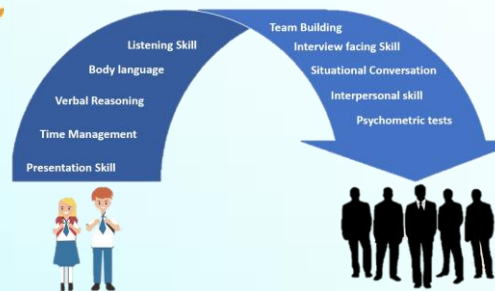 Listening Skill
Body language
Verbal Reasoning
Time Management
Presentation Skill
Team Building
Interview facing Skill
Situational Conversation
Interpersonal skill
Psychometric tests